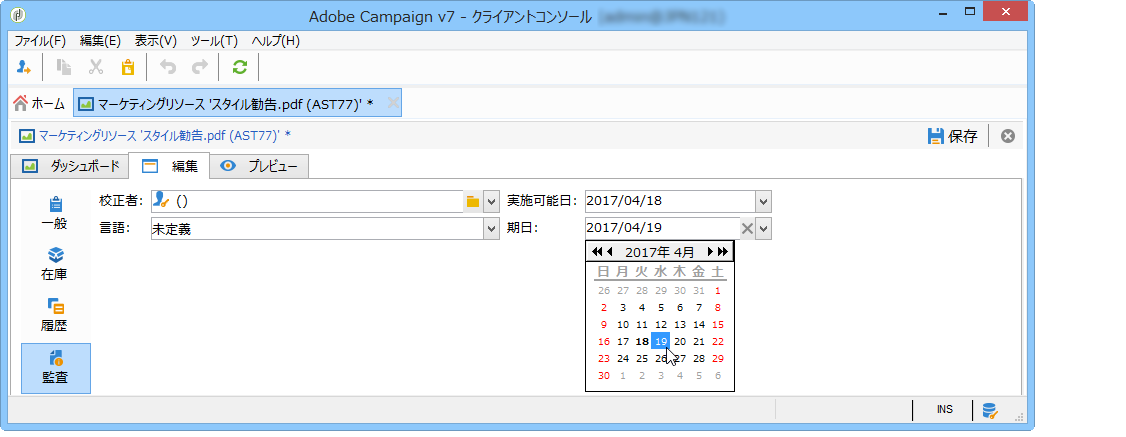 Adobe Campaign v7 - クライアントコンソール
ファイル(F) 編集(E) 表示(V) ツール(T) ヘルプ(H)
ホーム マーケティングリソース 'スタイル勧告.pdf (AST77)' *
マーケティングリソース 'スタイル勧告.pdf (AST77)' * 保存
ダッシュボード 編集 プレビュー
一般
在庫
履歴
監査
校正者: () 実施可能日: 2017/04/18
言語: 未定義 期日: 2017/04/19
2017年 4月
日 月 火 水 木 金 土
26 27 28 29 30 31 1
2 3 4 5 6 7 8
9 10 11 12 13 14 15
16 17 18 19 20 21 22
23 24 25 26 27 28 29
30 1 2 3 4 5 6
INS